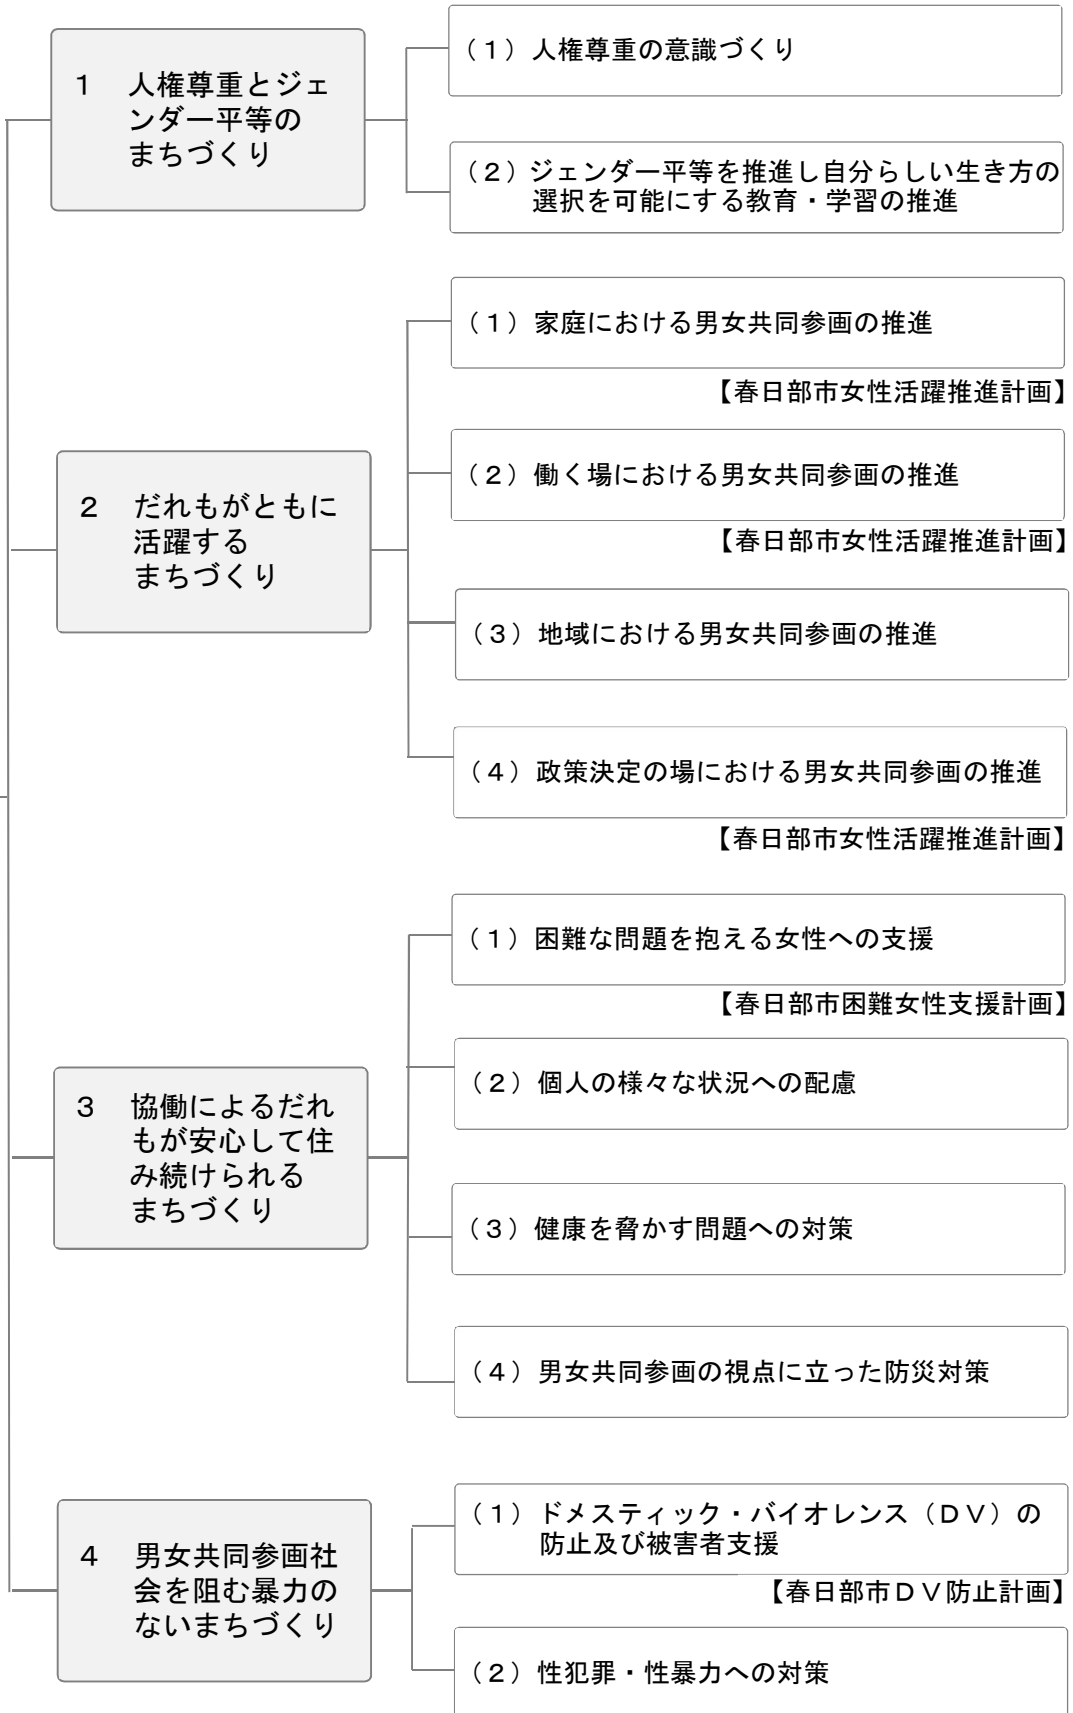 １　人権尊重とジェ
ンダー平等の
まちづくり
（１）人権尊重の意識づくり
（２）ジェンダー平等を推進し自分らしい生き方の
選択を可能にする教育・学習の推進
２　だれもがともに
活躍する
まちづくり
（１）家庭における男女共同参画の推進
【春日部市女性活躍推進計画】
（２）働く場における男女共同参画の推進
【春日部市女性活躍推進計画】
（３）地域における男女共同参画の推進
（４）政策決定の場における男女共同参画の推進
【春日部市女性活躍推進計画】
３　協働によるだれ
もが安心して住
み続けられる
まちづくり
（１）困難な問題を抱える女性への支援
【春日部市困難女性支援計画】
（２）個人の様々な状況への配慮
（３）健康を脅かす問題への対策
（４）男女共同参画の視点に立った防災対策
４　男女共同参画社
会を阻む暴力の
ないまちづくり
（１）ドメスティック・バイオレンス（ＤＶ）の
防止及び被害者支援
【春日部市ＤＶ防止計画】
（２）性犯罪・性暴力への対策